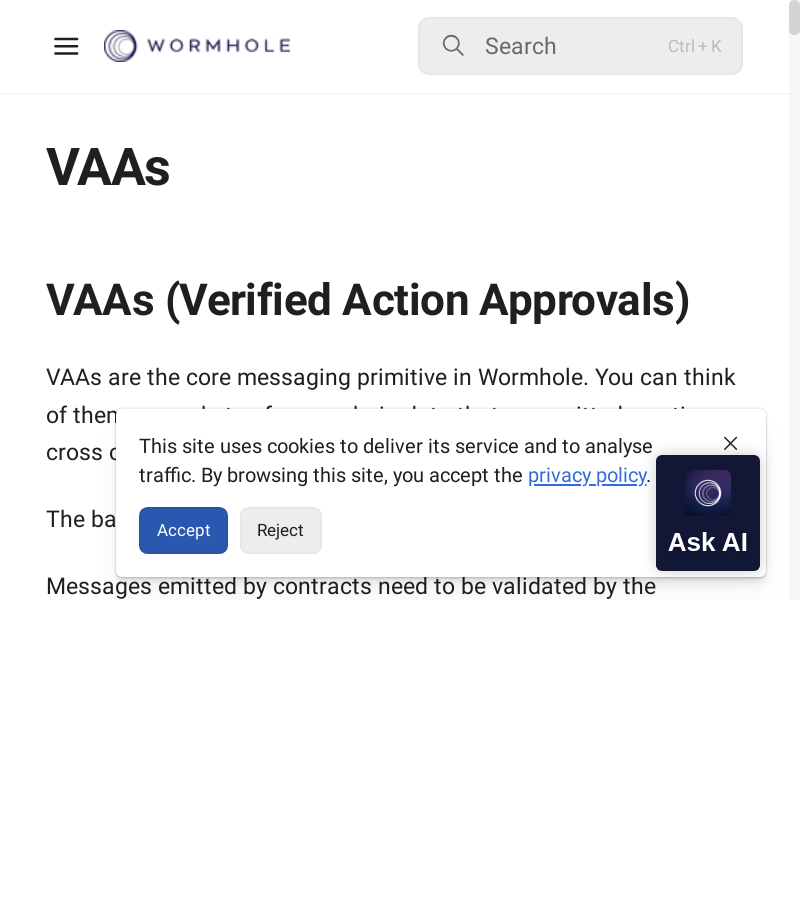 WORMHOLE
Search
Ctrl + K
VAAs
VAAs (Verified Action Approvals)
VAAs are the core messaging primitive in Wormhole. You can think
of them
cross
The ba
This site uses cookies to deliver its service and to analyse
traffic. By browsing this site, you accept the privacy policy.
Accept
Reject
Ask AI
Messages emitted by contracts need to be validated by the